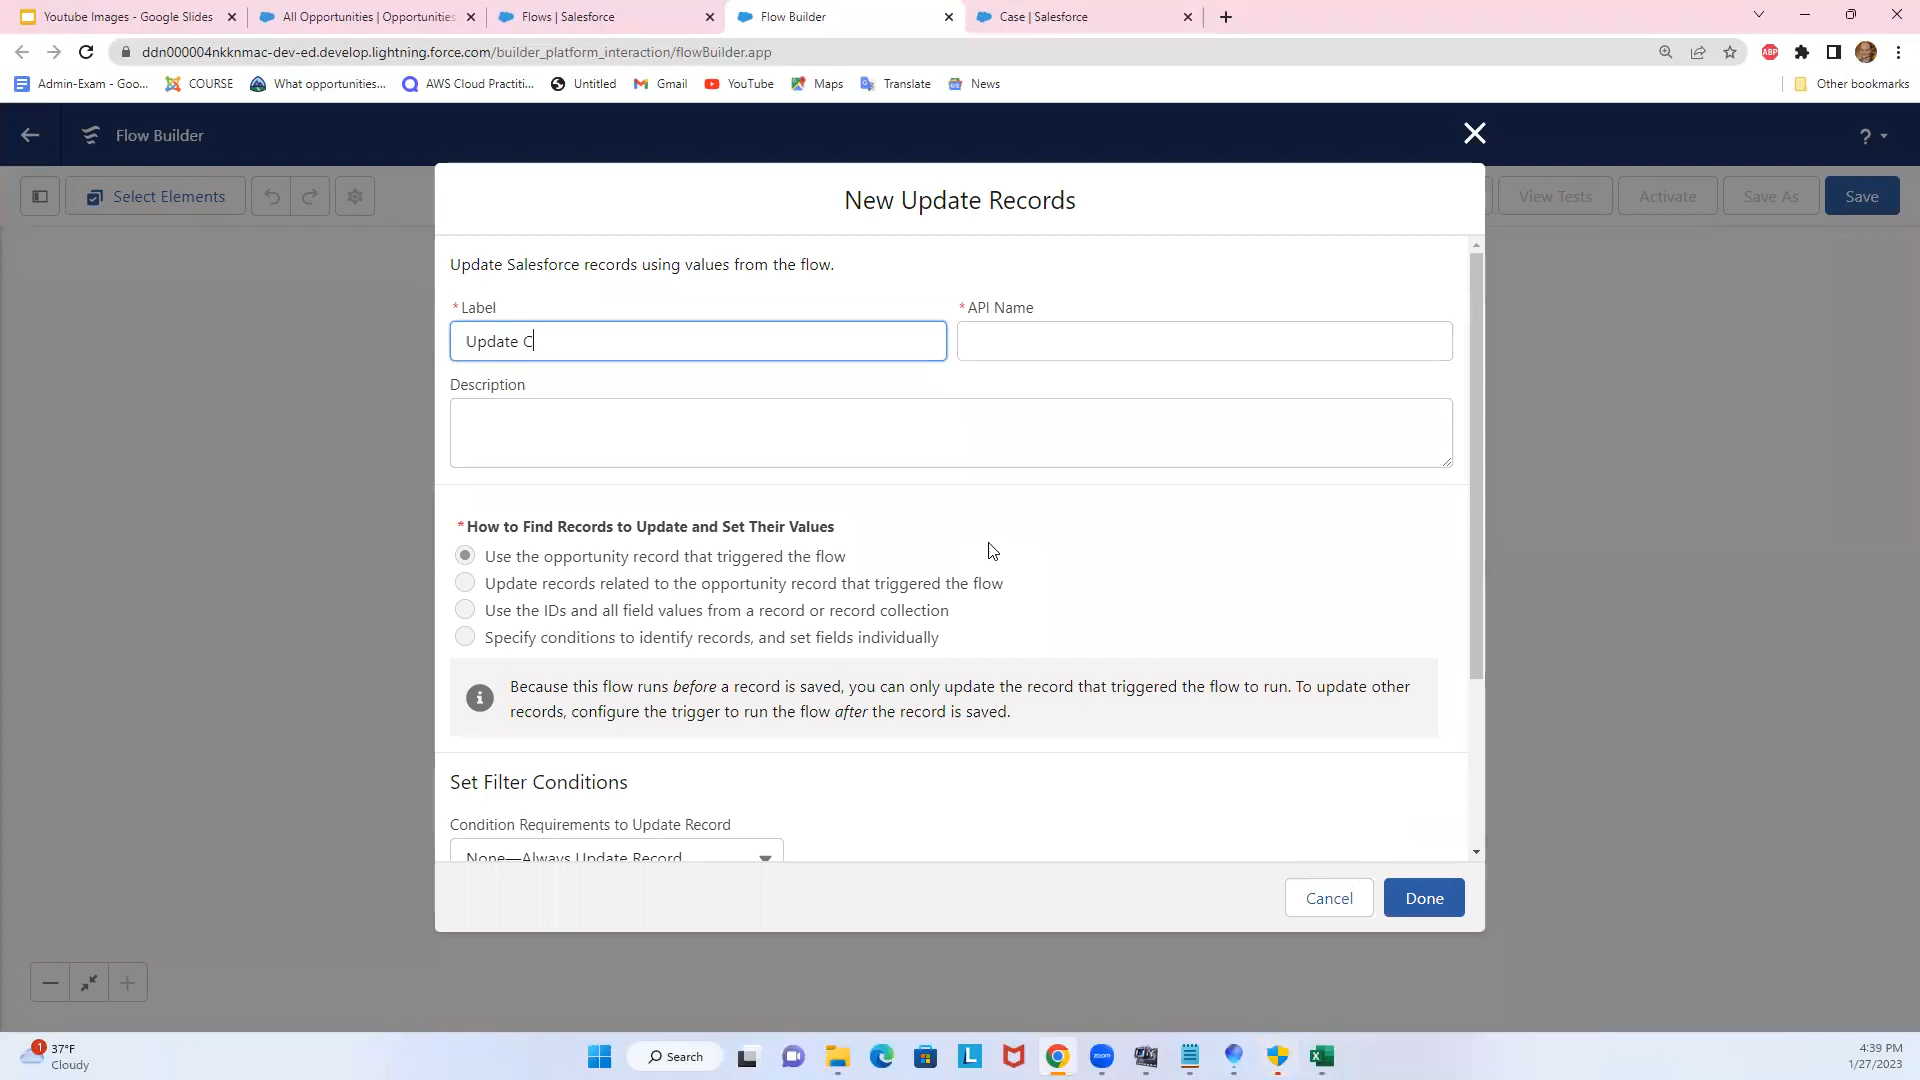 Youtube Images - Google Slides
All Opportunities | Opportunities
Flows | Salesforce
Flow Builder
Case | Salesforce
ddn000004nkknmac-dev-ed.develop.lightning.force.com/builder_platform_interaction/flowBuilder.app
ABP
Admin-Exam - Goo...
COURSE
What opportunities...
AWS Cloud Practiti...
Untitled
Gmail
YouTube
Maps
Translate
News
Other bookmarks
Flow Builder
?
Select Elements
View Tests
Activate
Save As
Save
New Update Records
Update Salesforce records using values from the flow.
* Label
* API Name
Update C
Description
* How to Find Records to Update and Set Their Values
Use the opportunity record that triggered the flow
Update records related to the opportunity record that triggered the flow
Use the IDs and all field values from a record or record collection
Specify conditions to identify records, and set fields individually
Because this flow runs before a record is saved, you can only update the record that triggered the flow to run. To update other
records, configure the trigger to run the flow after the record is saved.
Set Filter Conditions
Condition Requirements to Update Record
None—Always Update Record
Cancel
Done
1
37°F
Cloudy
Search
L
zoom
4:39 PM
1/27/2023